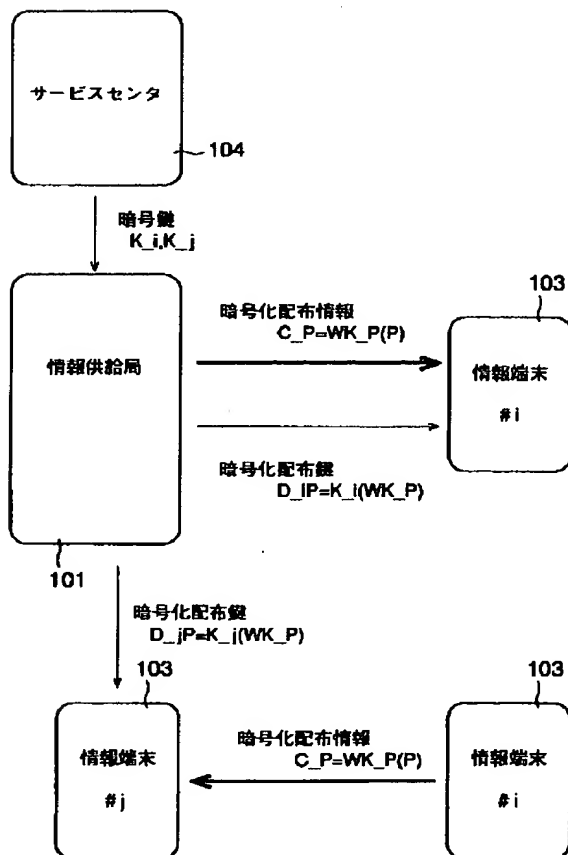 サービスセンタ
104
暗号鍵
K_i,K_j
103
暗号化配布情報
C_P=WK_P(P)
情報供給局
情報端末
#i
暗号化配布鍵
D_iP=K_i(WK_P)
101
暗号化配布鍵
D_jP=K_j(WK_P)
103
103
暗号化配布情報
C_P=WK_P(P)
情報端末
#j
情報端末
#i